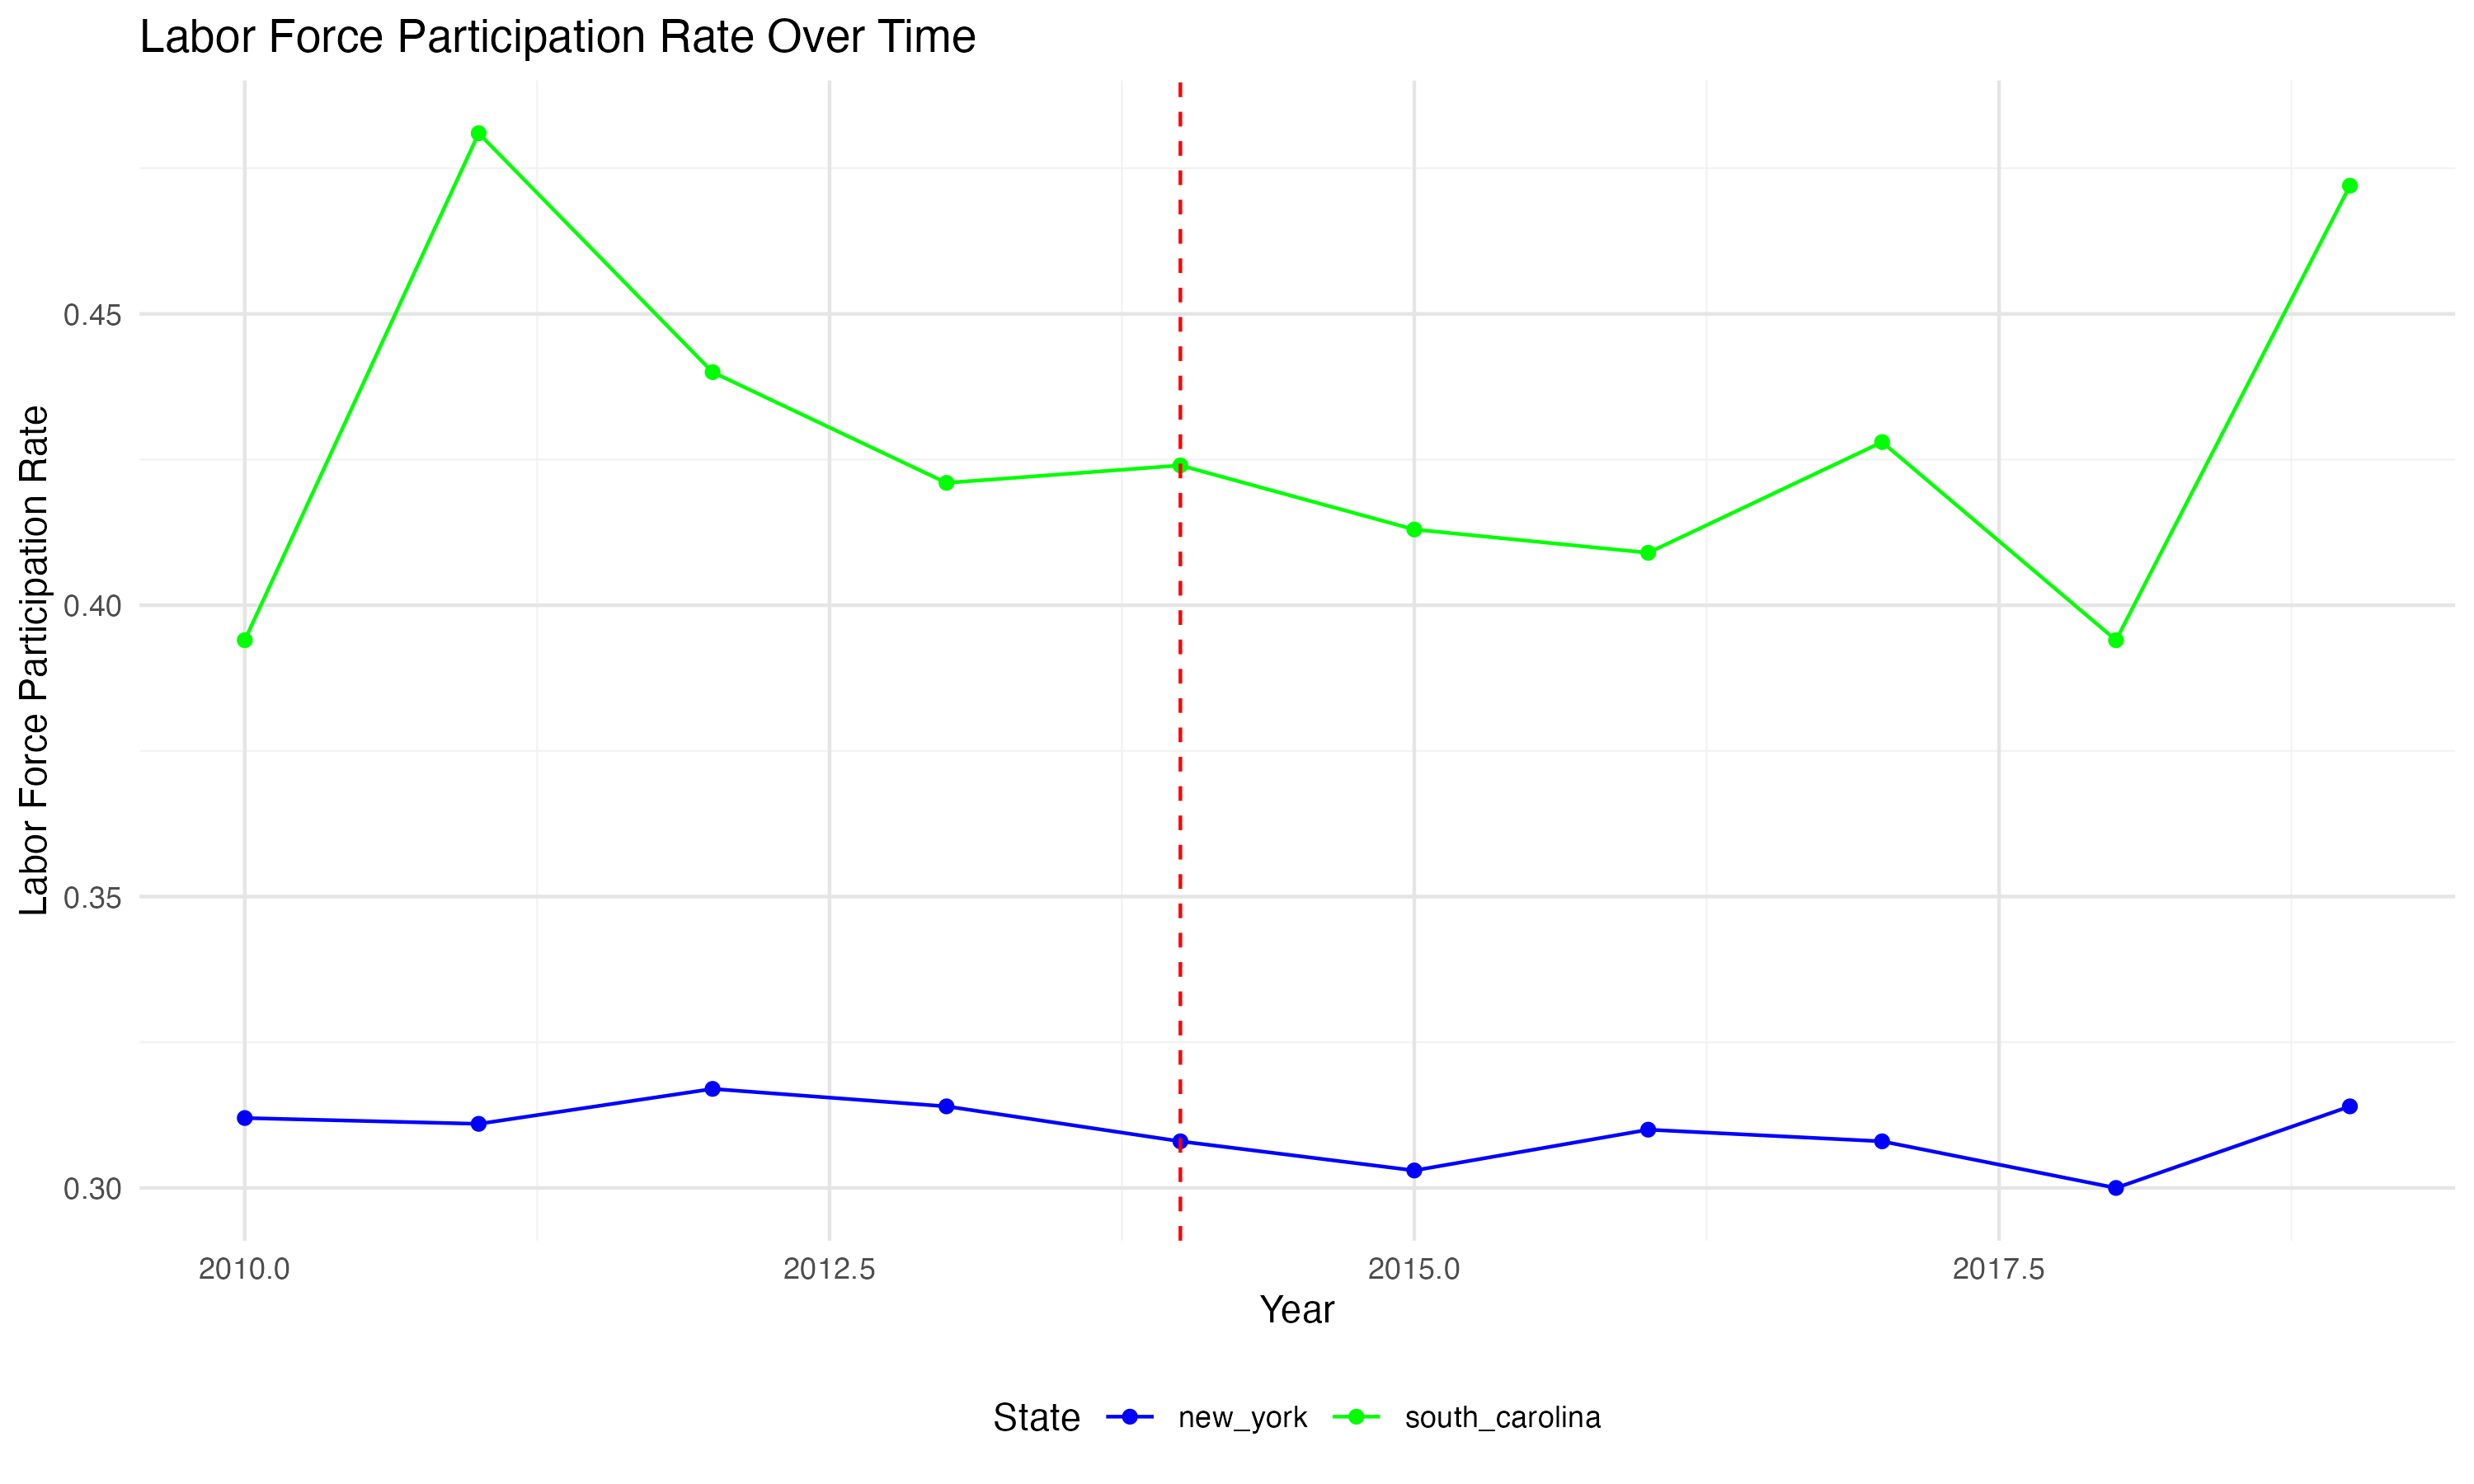 Labor Force Participation Rate Over Time
Labor Force Participation Rate
0.45
0.40
0.35
0.30
2010.0 2012.5 2015.0 2017.5
Year
State new_york south_carolina